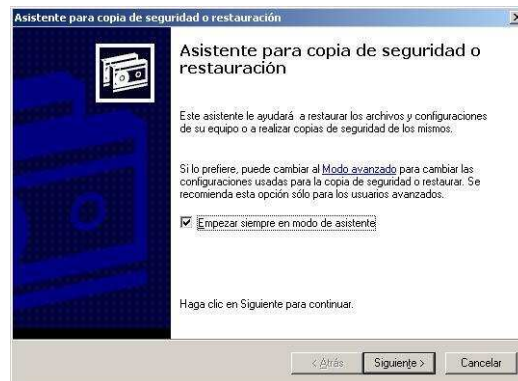 Asistente para copia de seguridad o restauración
Asistente para copia de seguridad o
restauración
Este asistente le ayudará a restaurar los archivos y configuraciones
de su equipo o a realizar copias de seguridad de los mismos.
Si lo prefiere, puede cambiar al Modo avanzado para cambiar las
configuraciones usadas para la copia de seguridad o restaurar. Se
recomienda esta opción sólo para los usuarios avanzados.
Empezar siempre en modo de asistente
Haga clic en Siguiente para continuar.
< Atrás Siguiente > Cancelar